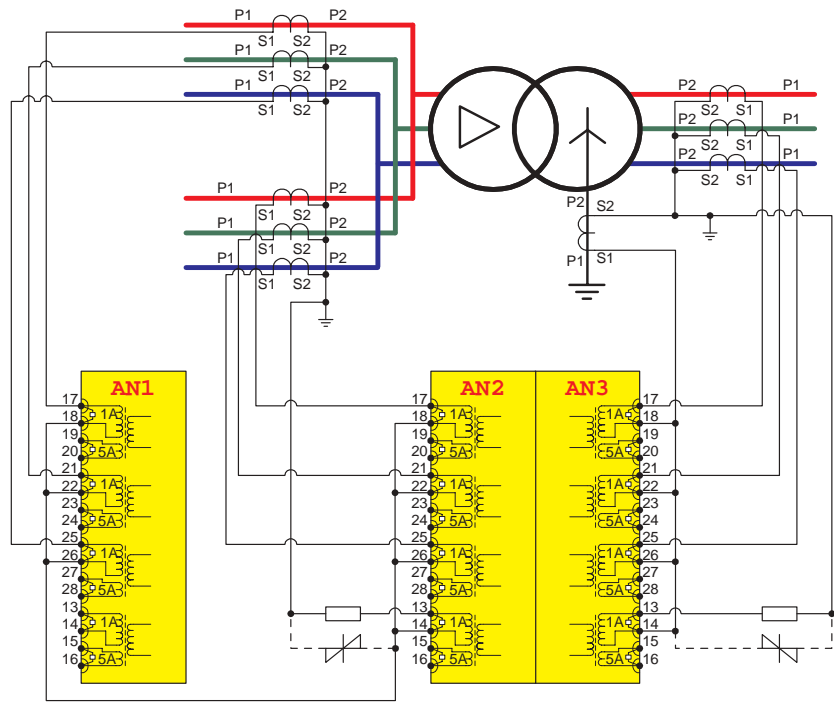 P1 P2
S1 S2
P1 P2
S1 S2
P1 P2
S1 S2
P2 P1
S2 S1
P2 P1
S2 S1
P2 P1
S2 S1
P1 P2
S1 S2
P1 P2
S1 S2
P1 P2
S1 S2
P2 S2
P1 S1
AN1
17
18 1A
19
20 5A
21
22 1A
23
24 5A
25
26 1A
27
28 5A
13
14 1A
15
16 5A
AN2
17
18 1A
19
20 5A
21
22 1A
23
24 5A
25
26 1A
27
28 5A
13
14 1A
15
16 5A
AN3
17
1A 18
19
5A 20
21
1A 22
23
5A 24
25
1A 26
27
5A 28
13
1A 14
15
5A 16